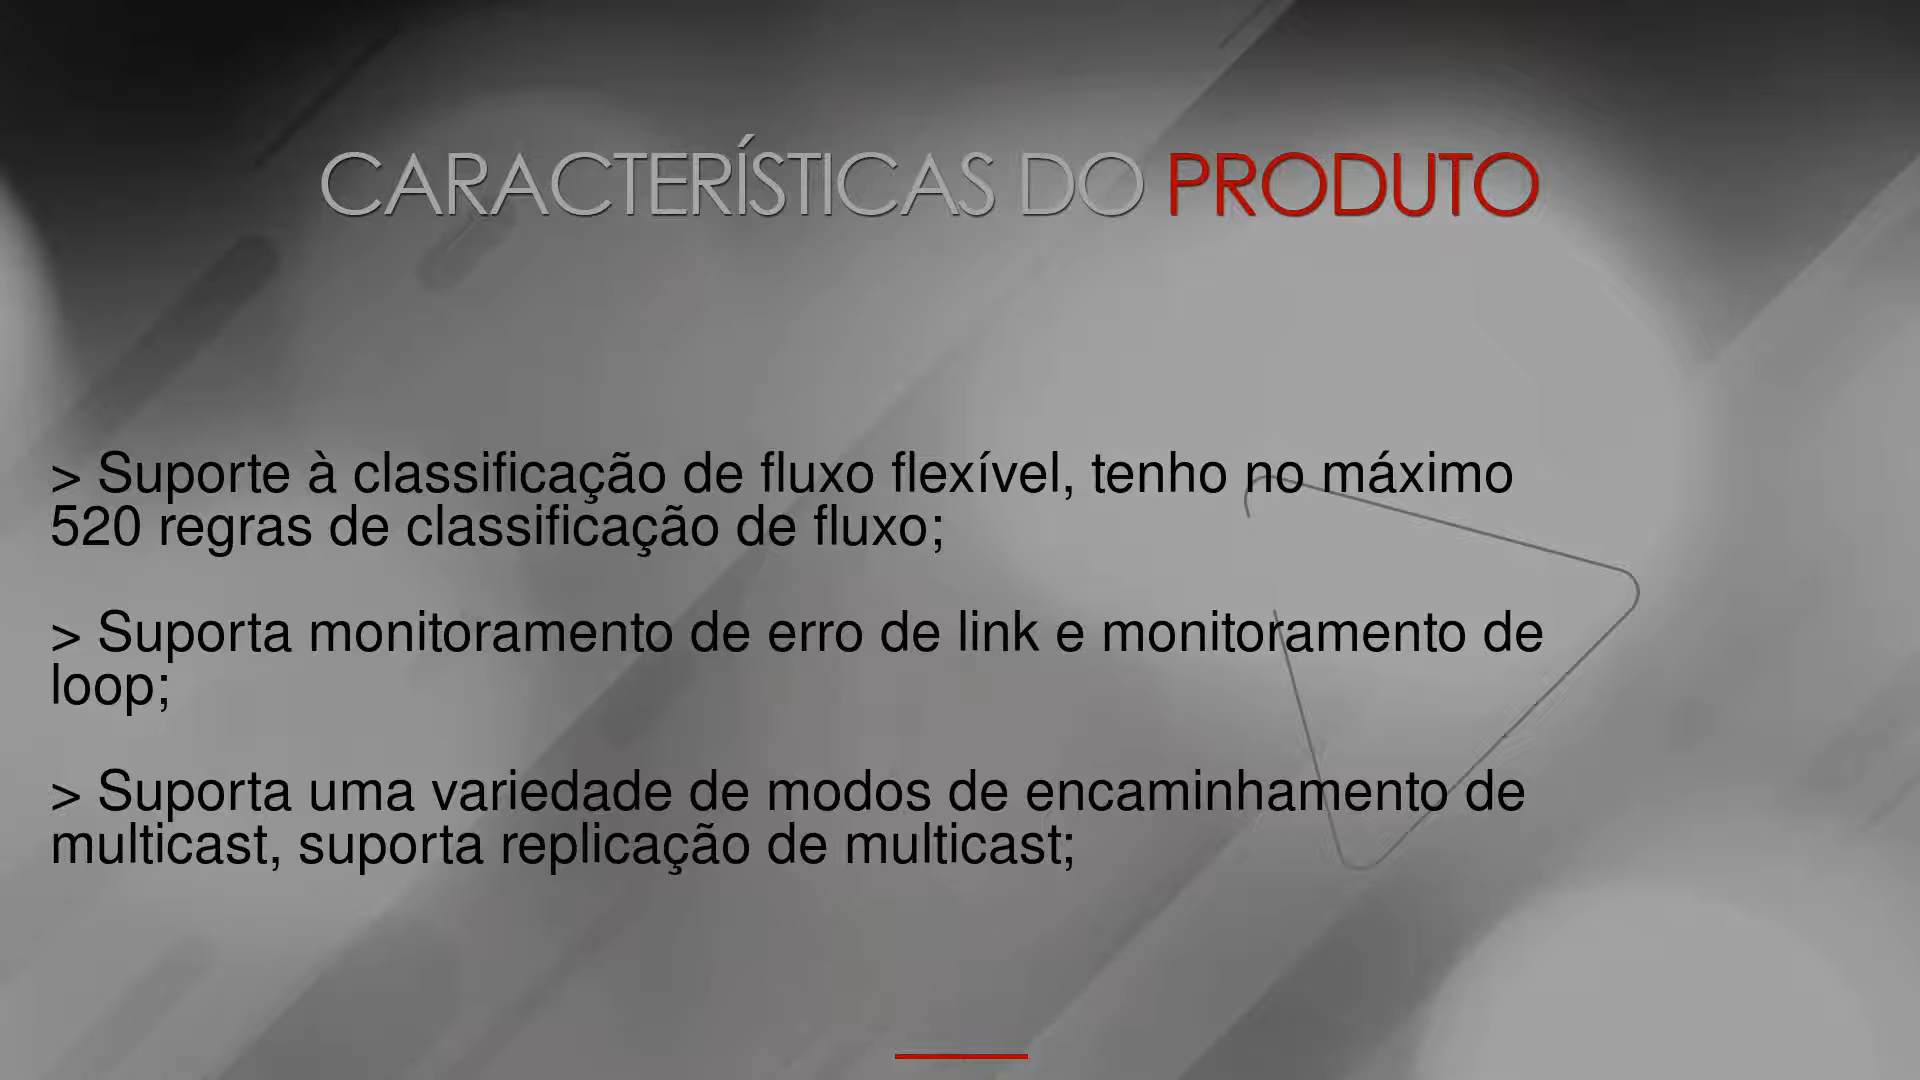 CARACTERÍSTICAS DO PRODUTO
> Suporte à classificação de fluxo flexível, tenho no máximo
520 regras de classificação de fluxo;
> Suporta monitoramento de erro de link e monitoramento de
loop;
> Suporta uma variedade de modos de encaminhamento de
multicast, suporta replicação de multicast;